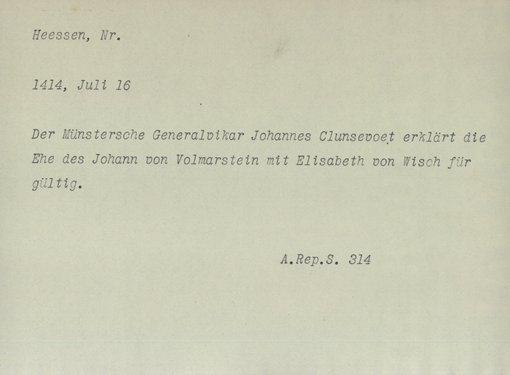 Heessen, Nr.
1414, Juli 16
Der Münstersche Generalvikar Johannes Clunsevoet erklärt die
Ehe des Johann von Volmarstein mit Elisabeth von Wisch für
gültig.
A.Rep.S. 314